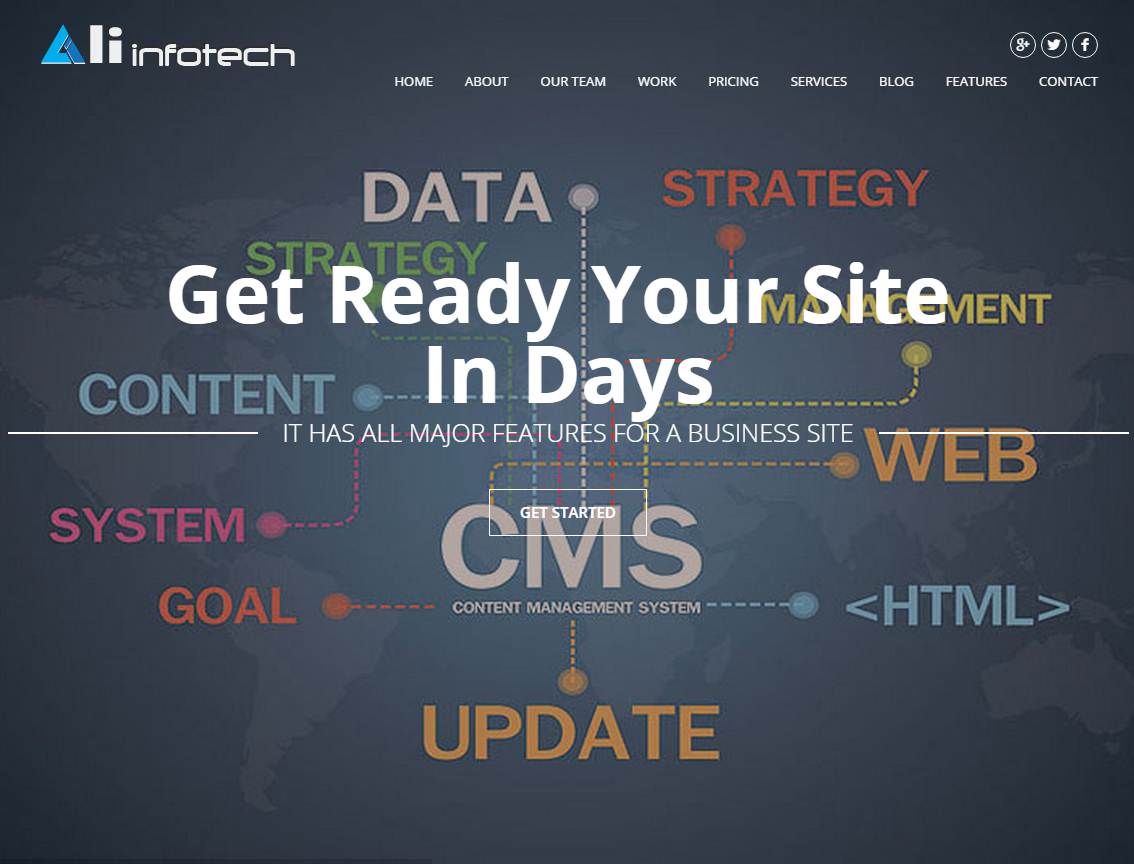 Ali infotech
HOME ABOUT OUR TEAM WORK PRICING SERVICES BLOG FEATURES CONTACT
DATA
STRATEGY
STRATEGY
Get Ready Your Site
MANAGEMENT
In Days
CONTENT
IT HAS ALL MAJOR FEATURES FOR A BUSINESS SITE
WEB
GET STARTED
SYSTEM
CMS
CONTENT MANAGEMENT SYSTEM
GOAL
<HTML>
UPDATE